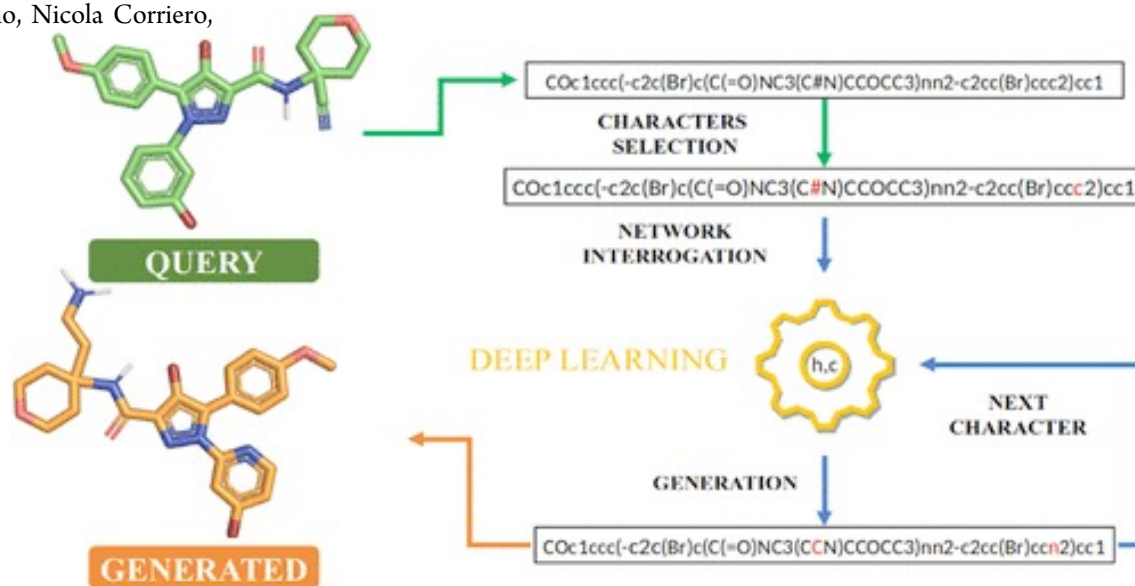 no, Nicola Corriero,
COc1ccc(-c2c(Br)c(C(=O)NC3(C#N)CCOCC3)nn2-c2cc(Br)ccc2)cc1
CHARACTERS
SELECTION
COc1ccc(-c2c(Br)c(C(=O)NC3(C#N)CCOCC3)nn2-c2cc(Br)ccc2)cc1
NETWORK
INTERROGATION
QUERY
DEEP LEARNING
h,c
NEXT
CHARACTER
GENERATION
COc1ccc(-c2c(Br)c(C(=O)NC3(CCN)CCOCC3)nn2-c2cc(Br)ccn2)cc1
GENERATED